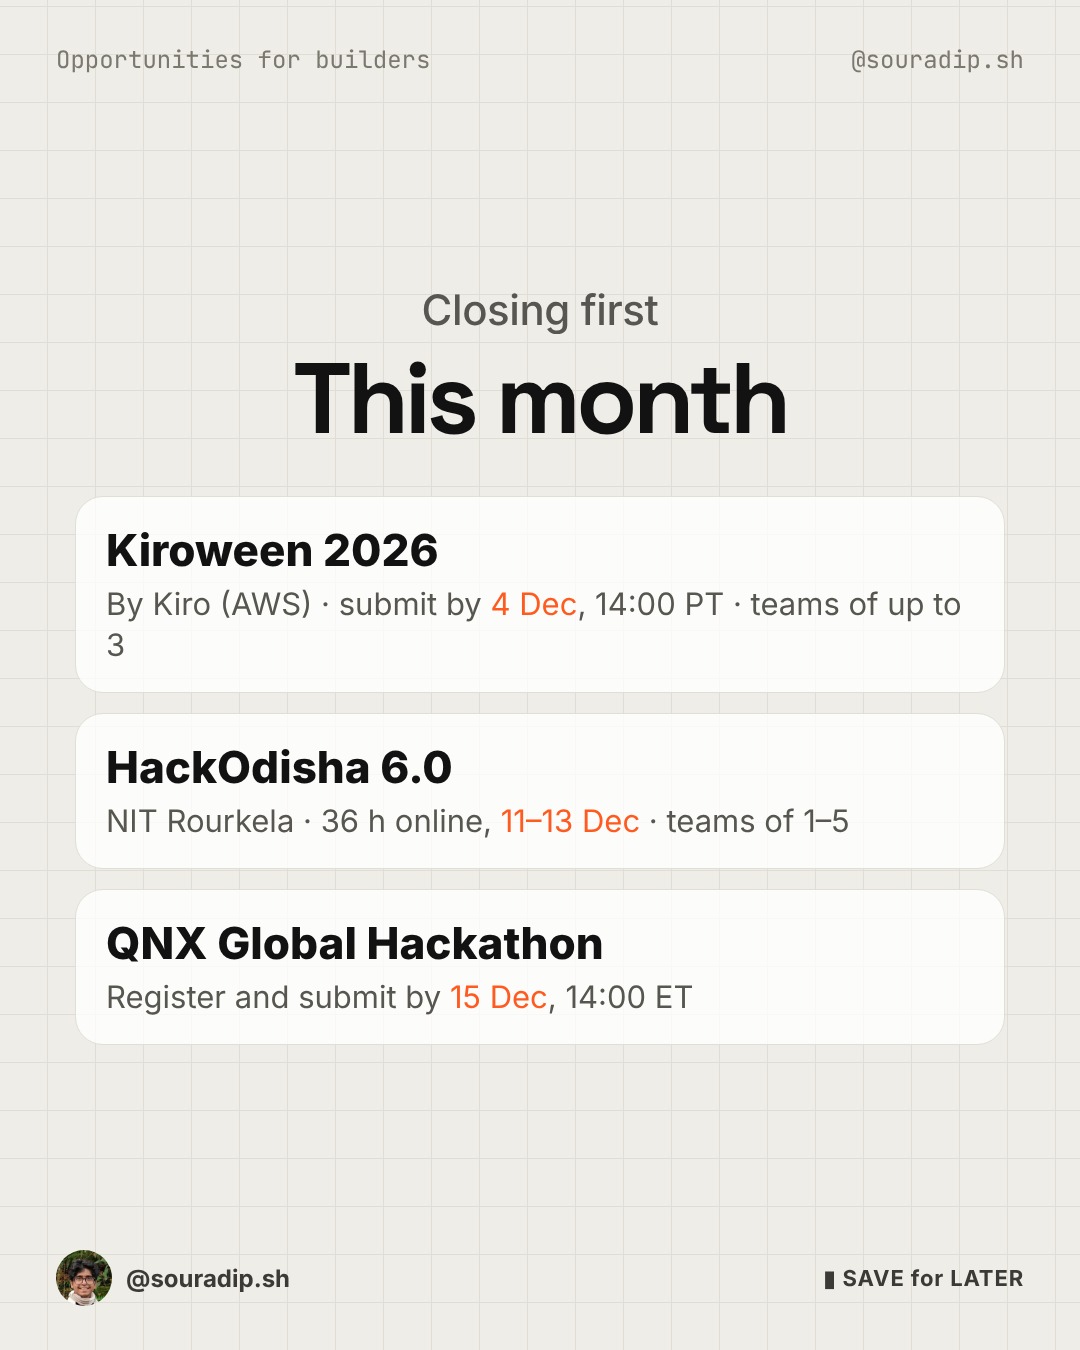 Opportunities for builders
@souradip.sh
Closing first
This month
Kiroween 2026
By Kiro (AWS) · submit by 4 Dec, 14:00 PT · teams of up to
3
HackOdisha 6.0
NIT Rourkela · 36 h online, 11–13 Dec · teams of 1–5
QNX Global Hackathon
Register and submit by 15 Dec, 14:00 ET
@souradip.sh
▮ SAVE for LATER